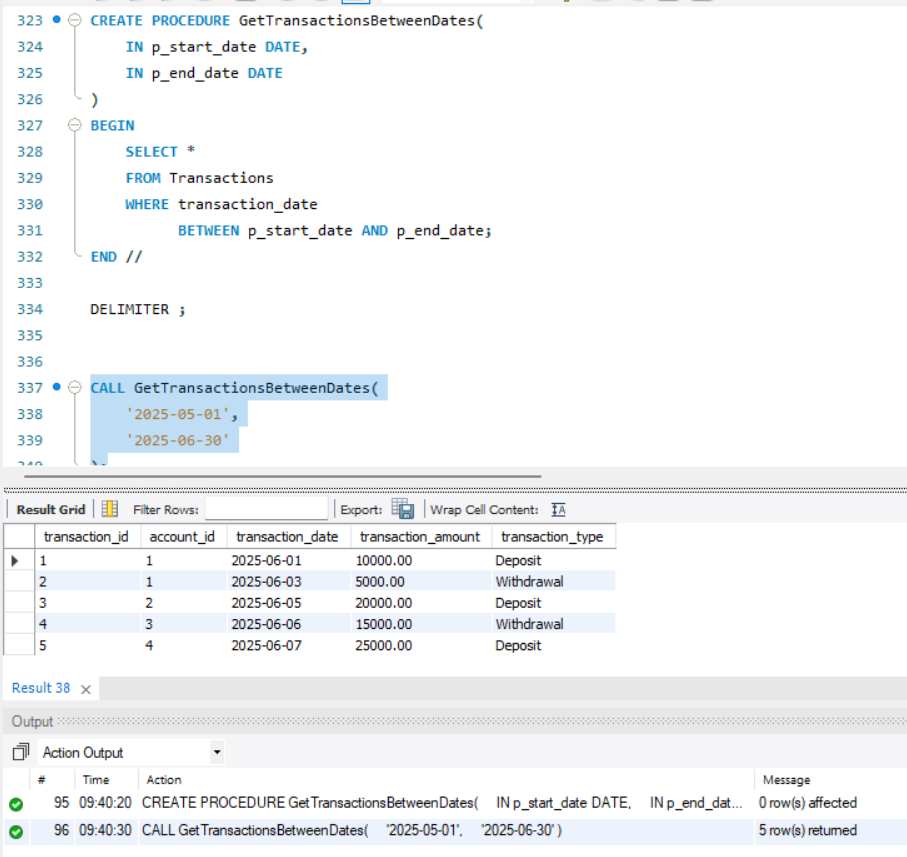 323 CREATE PROCEDURE GetTransactionsBetweenDates(
324 IN p_start_date DATE,
325 IN p_end_date DATE
326 )
327 BEGIN
328 SELECT *
329 FROM Transactions
330 WHERE transaction_date
331 BETWEEN p_start_date AND p_end_date;
332 END //
333
334 DELIMITER ;
335
336
337 CALL GetTransactionsBetweenDates(
338 '2025-05-01',
339 '2025-06-30'
Result Grid Filter Rows: Export: Wrap Cell Content: IA
transaction_id account_id transaction_date transaction_amount transaction_type
1 1 2025-06-01 10000.00 Deposit
2 1 2025-06-03 5000.00 Withdrawal
3 2 2025-06-05 20000.00 Deposit
4 3 2025-06-06 15000.00 Withdrawal
5 4 2025-06-07 25000.00 Deposit
Result 38 ×
Output
Action Output
# Time Action Message
95 09:40:20 CREATE PROCEDURE GetTransactionsBetweenDates( IN p_start_date DATE, IN p_end_dat... 0 row(s) affected
96 09:40:30 CALL GetTransactionsBetweenDates( '2025-05-01', '2025-06-30' ) 5 row(s) returned